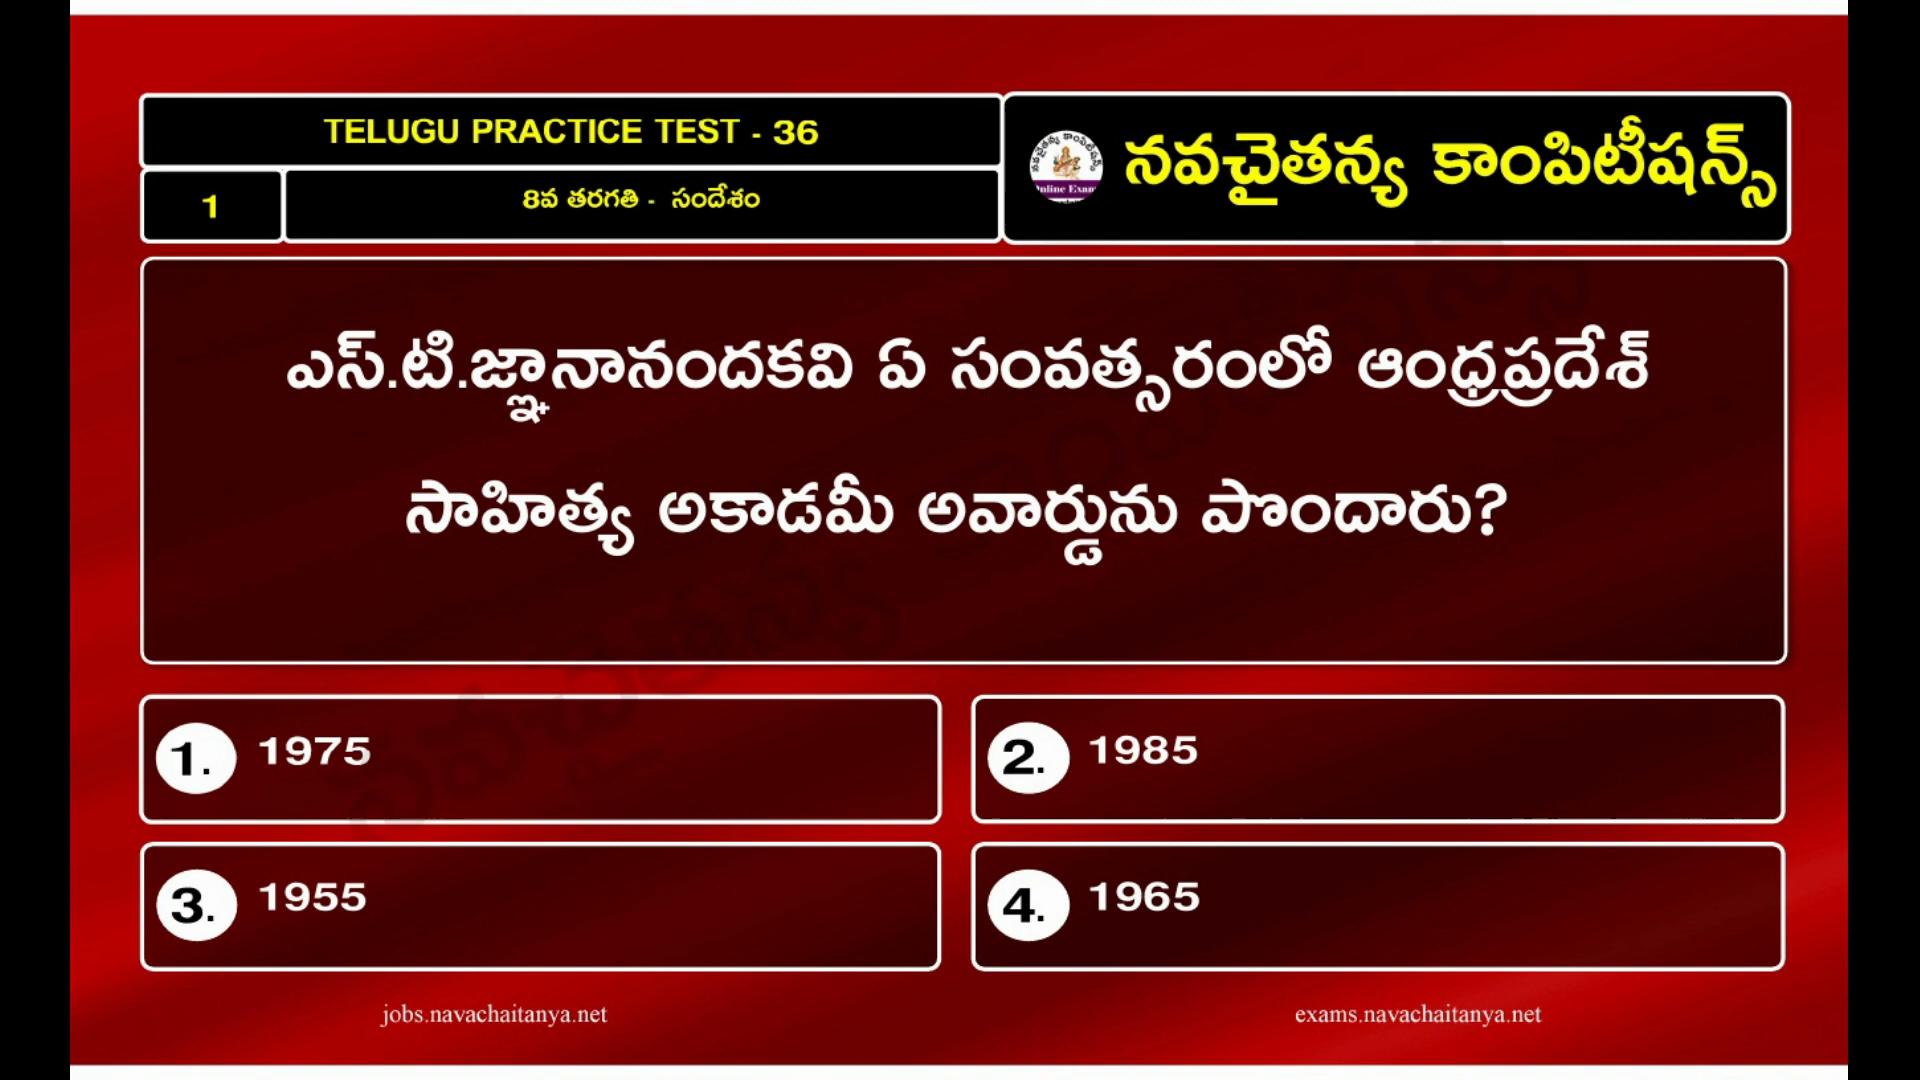 TELUGU PRACTICE TEST - 36
నవచైతన్య కాంపిటీషన్స్
1
8వ తరగతి - సందేశం
ఎస్.టి.జ్ఞానానందకవి ఏ సంవత్సరంలో ఆంధ్రప్రదేశ్
సాహిత్య అకాడమీ అవార్డును పొందారు?
1. 1975
2. 1985
3. 1955
4. 1965
jobs.navachaitanya.net
exams.navachaitanya.net